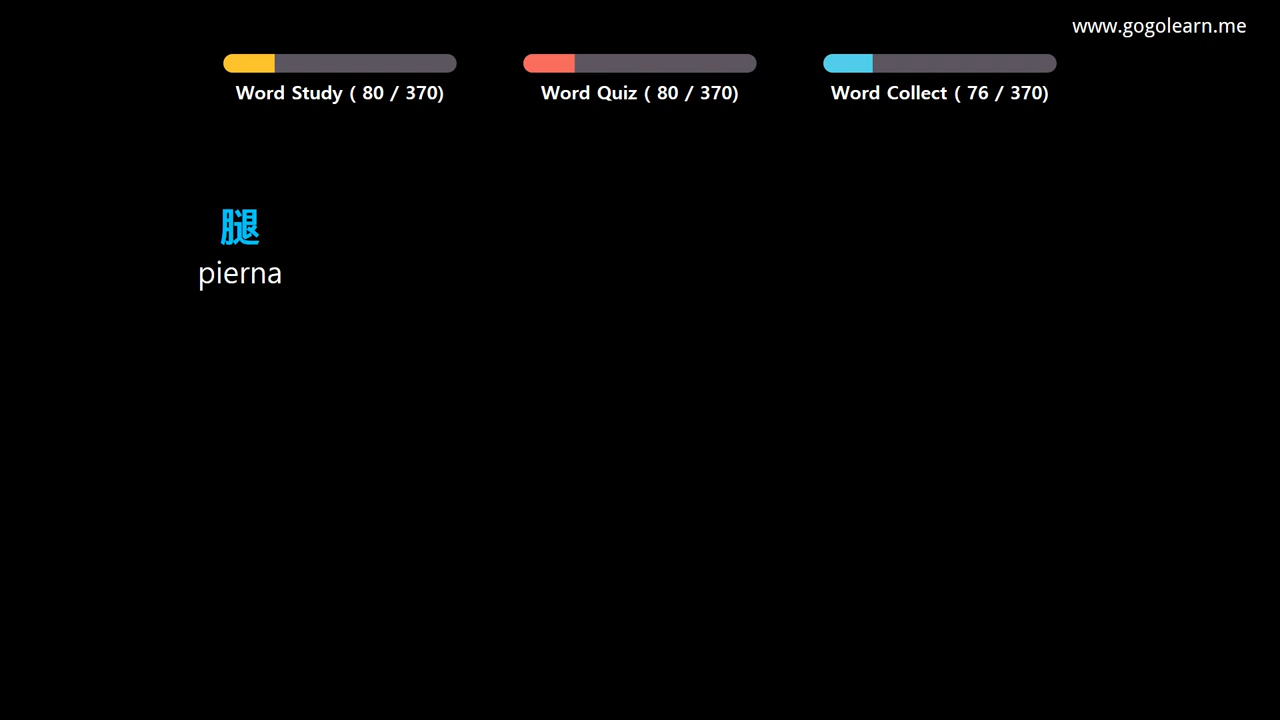 www.gogolearn.me
Word Study ( 80 / 370)
Word Quiz ( 80 / 370)
Word Collect ( 76 / 370)
腿
pierna